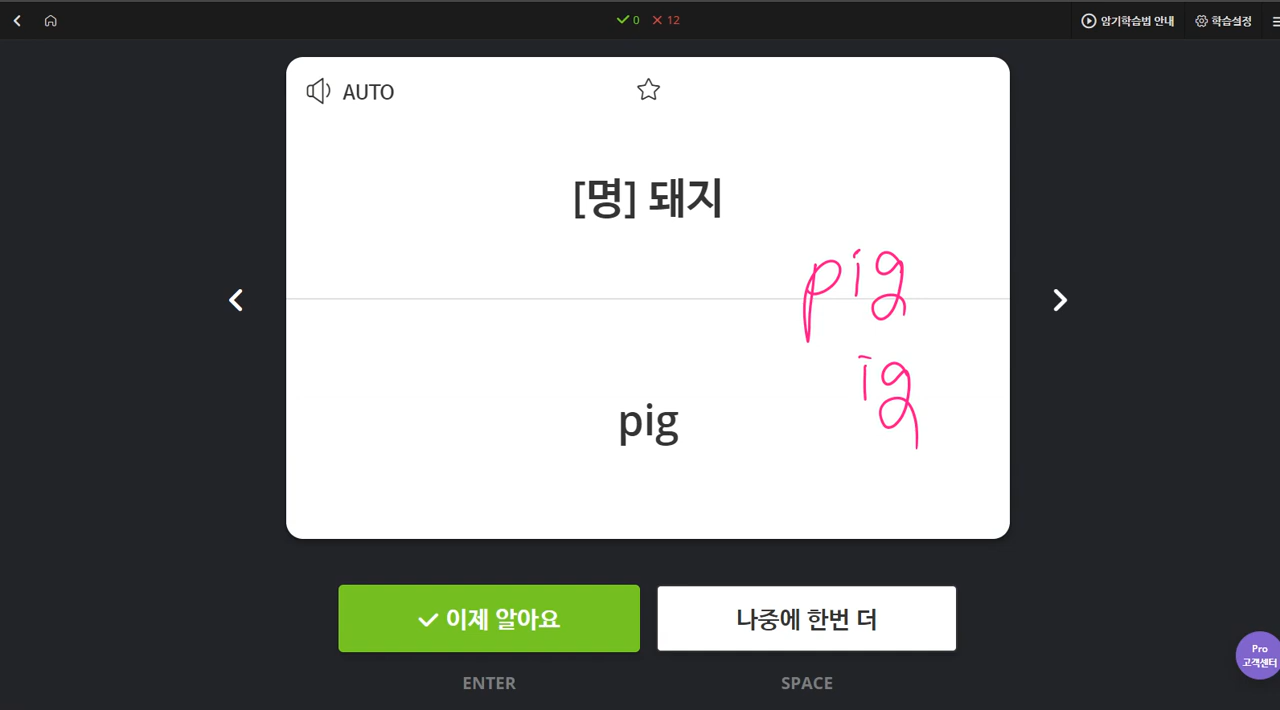 0 12 암기학습법 안내 학습설정
AUTO
[명] 돼지
pig
ig
pig
이제 알아요 나중에 한번 더
Pro
고객센터
ENTER SPACE